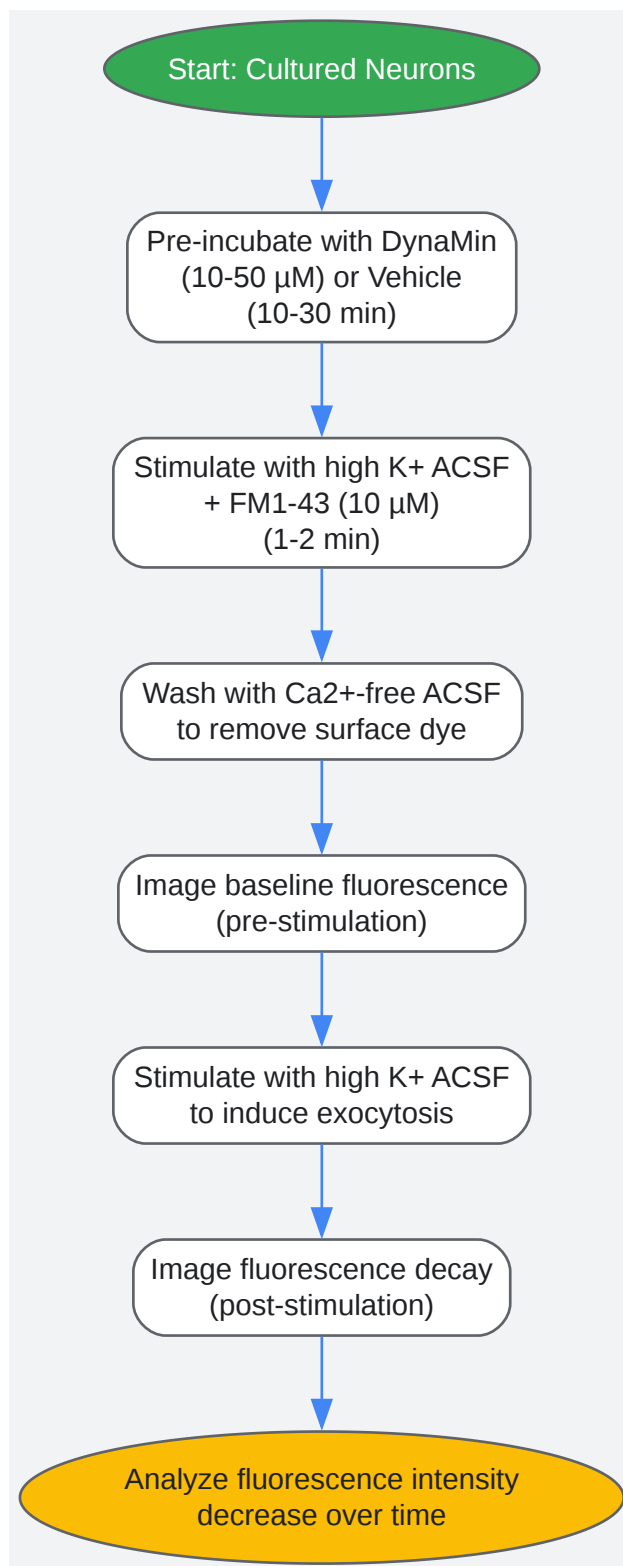 Start: Cultured Neurons
Pre-incubate with DynaMin
(10-50 µM) or Vehicle
(10-30 min)
Stimulate with high K+ ACSF
+ FM1-43 (10 µM)
(1-2 min)
Wash with Ca2+-free ACSF
to remove surface dye
Image baseline fluorescence
(pre-stimulation)
Stimulate with high K+ ACSF
to induce exocytosis
Image fluorescence decay
(post-stimulation)
Analyze fluorescence intensity
decrease over time